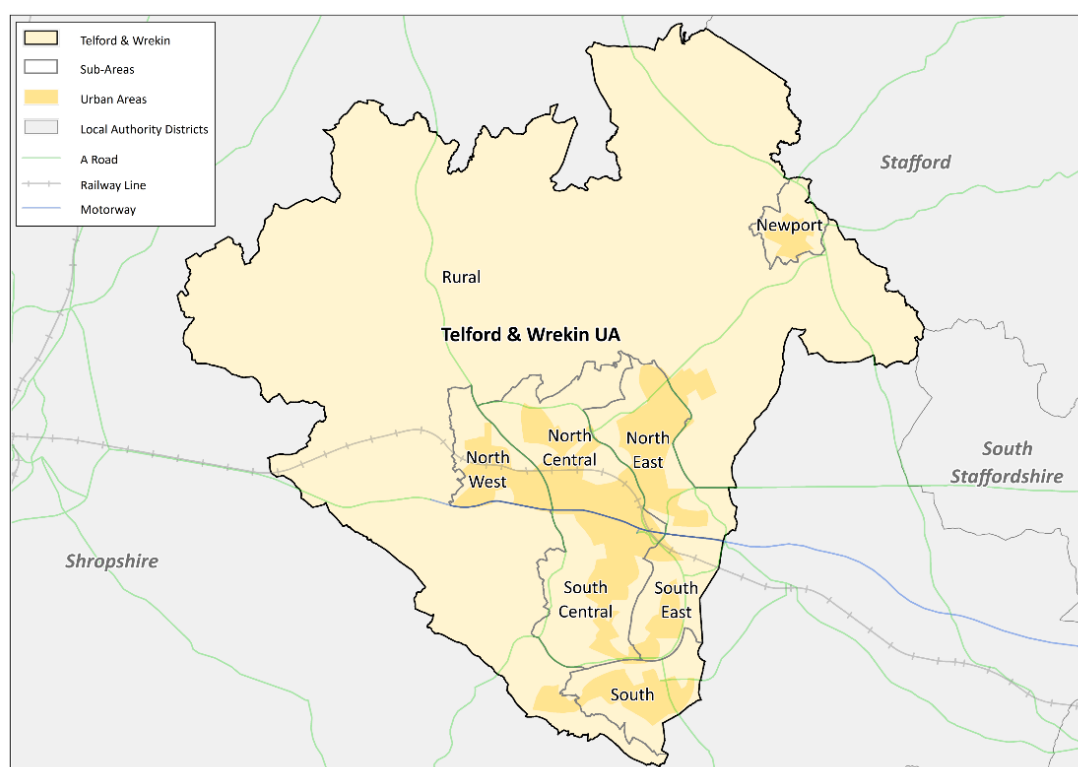 Telford & Wrekin
Sub-Areas
Urban Areas
Local Authority Districts
A Road
Railway Line
Motorway
Stafford
Newport
Rural
Telford & Wrekin UA
North
Central
North
East
North
West
South
Staffordshire
Shropshire
South
Central
South
East
South